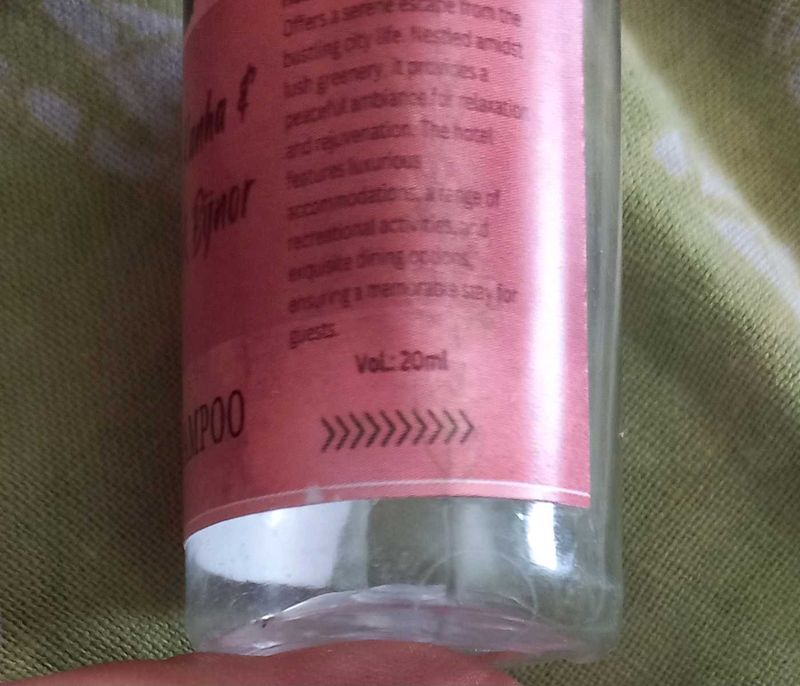 Offers a serene escape from the
bustling city life. Nestled amidst
lush greenery, it provides a
peaceful ambiance for relaxation
and rejuvenation. The hotel
features luxurious
accommodations, a range of
recreational activities, and
exquisite dining options,
ensuring a memorable stay for
guests.
Vol.: 20ml
&
Bijnor
MPOO